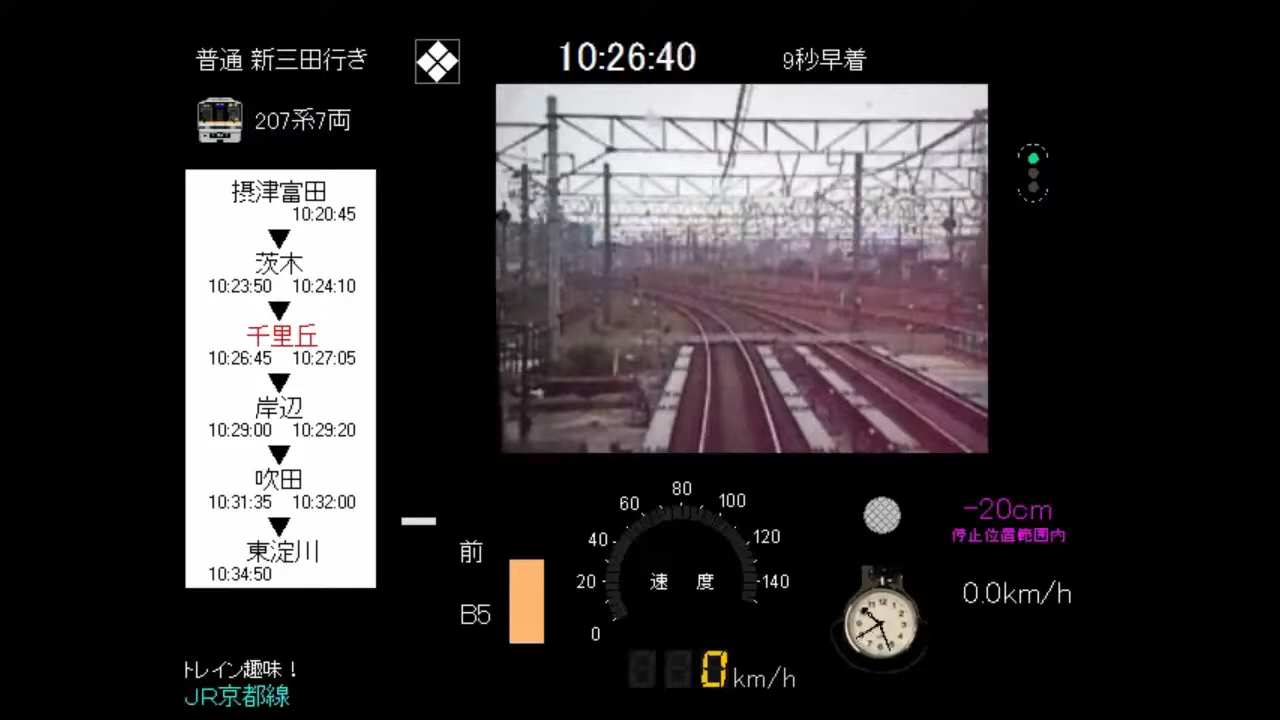 普通 新三田行き
10:26:40
9秒早着
207系7両
摂津富田
10:20:45
茨木
10:23:50 10:24:10
千里丘
10:26:45 10:27:05
岸辺
10:29:00 10:29:20
吹田
10:31:35 10:32:00
東淀川
10:34:50
前
B5
0
20
40
60
80
100
120
140
速 度
0 km/h
-20cm
停止位置範囲内
0.0km/h
トレイン趣味！
JR京都線